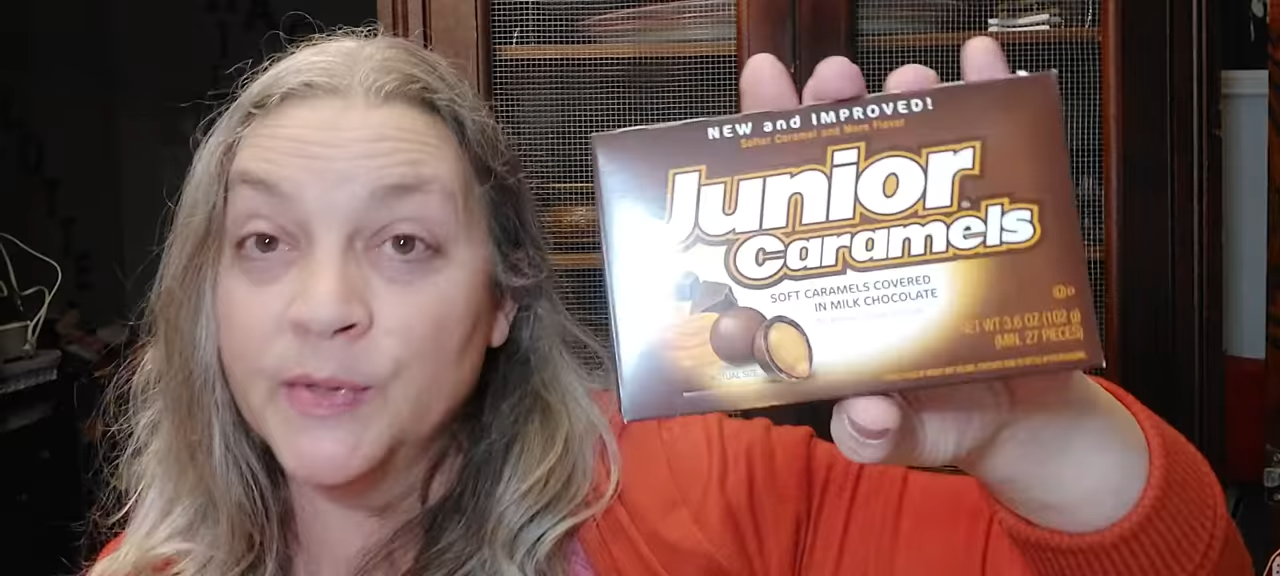 NEW and IMPROVED!
Softer Caramel and More Flavor
Junior
Caramels
SOFT CARAMELS COVERED
IN MILK CHOCOLATE
NET WT 3.6 OZ (102 g)
(MIN. 27 PIECES)